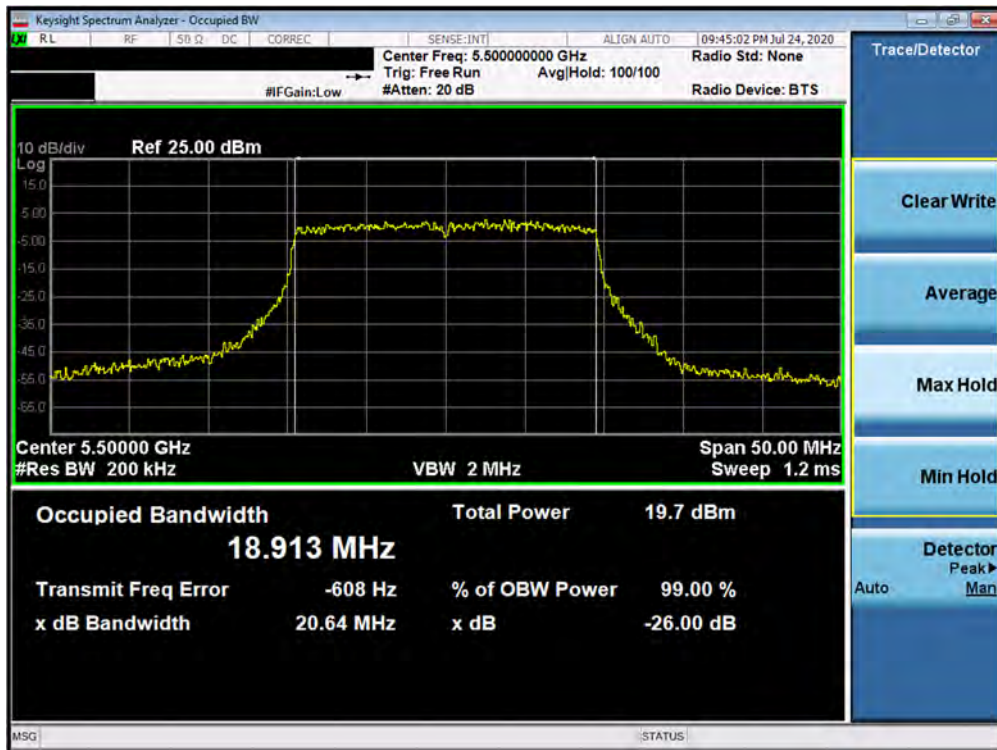 Keysight Spectrum Analyzer - Occupied BW
LXI RL RF 50 Ω DC CORREC SENSE:INT ALIGN AUTO 09:45:02 PM Jul 24, 2020
Center Freq: 5.500000000 GHz Radio Std: None
Trig: Free Run Avg|Hold: 100/100
#IFGain:Low #Atten: 20 dB Radio Device: BTS
10 dB/div Ref 25.00 dBm
Log
15.0
5.00
-5.00
-15.0
-25.0
-35.0
-45.0
-55.0
-65.0
Center 5.50000 GHz Span 50.00 MHz
#Res BW 200 kHz VBW 2 MHz Sweep 1.2 ms
Occupied Bandwidth Total Power 19.7 dBm
18.913 MHz
Transmit Freq Error -608 Hz % of OBW Power 99.00 %
x dB Bandwidth 20.64 MHz x dB -26.00 dB
MSG STATUS
Trace/Detector
Clear Write
Average
Max Hold
Min Hold
Detector
Peak▶
Auto Man